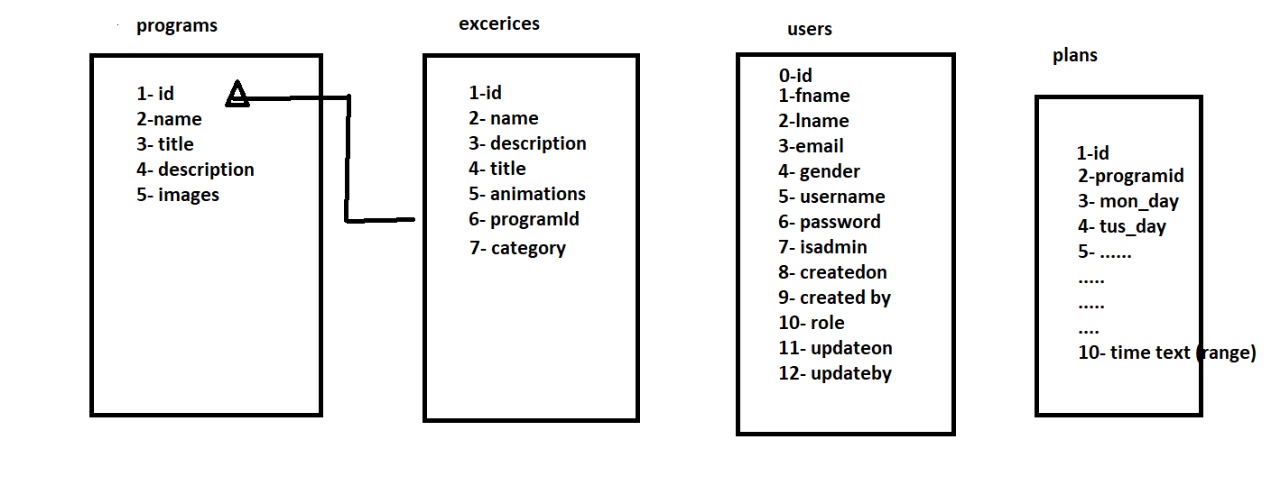 programs
1- id
2-name
3- title
4- description
5- images
excerices
1-id
2- name
3- description
4- title
5- animations
6- programId
7- category
users
0-id
1-fname
2-lname
3-email
4- gender
5- username
6- password
7- isadmin
8- createdon
9- created by
10- role
11- updateon
12- updateby
plans
1-id
2-programid
3- mon_day
4- tus_day
5- ......
.....
.....
....
10- time text (range)